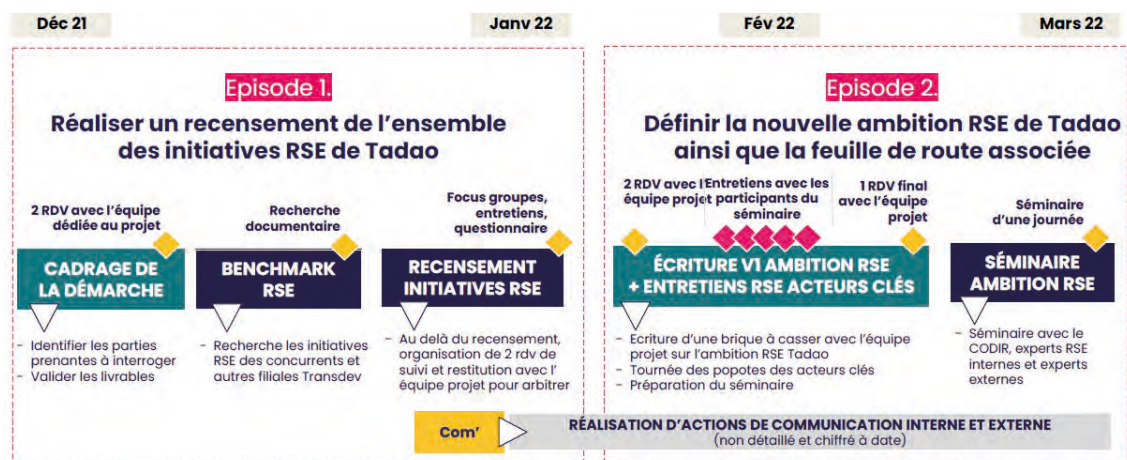 Déc 21
Janv 22
Fév 22
Mars 22
Episode 1.
Réaliser un recensement de l'ensemble
des initiatives RSE de Tadao
2 RDV avec l'équipe
dédiée au projet
Recherche
documentaire
Focus groupes,
entretiens,
questionnaire
CADRAGE DE
LA DÉMARCHE
BENCHMARK
RSE
RECENSEMENT
INITIATIVES RSE
- Identifier les parties
prenantes à interroger
- Valider les livrables
- Recherche les initiatives
RSE des concurrents et
autres filiales Transdev
- Au delà du recensement,
organisation de 2 rdv de
suivi et restitution avec l'
équipe projet pour arbitrer
Episode 2.
Définir la nouvelle ambition RSE de Tadao
ainsi que la feuille de route associée
2 RDV avec l'
équipe projet
Entretiens avec les
participants du
séminaire
1 RDV final
avec l'équipe
projet
Séminaire
d'une journée
ÉCRITURE V1 AMBITION RSE
+ ENTRETIENS RSE ACTEURS CLÉS
SÉMINAIRE
AMBITION RSE
- Ecriture d'une brique à casser avec l'équipe
projet sur l'ambition RSE Tadao
- Tournée des popotes des acteurs clés
- Préparation du séminaire
- Séminaire avec le
CODIR, experts RSE
internes et experts
externes
Com'
RÉALISATION D'ACTIONS DE COMMUNICATION INTERNE ET EXTERNE
(non détaillé et chiffré à date)